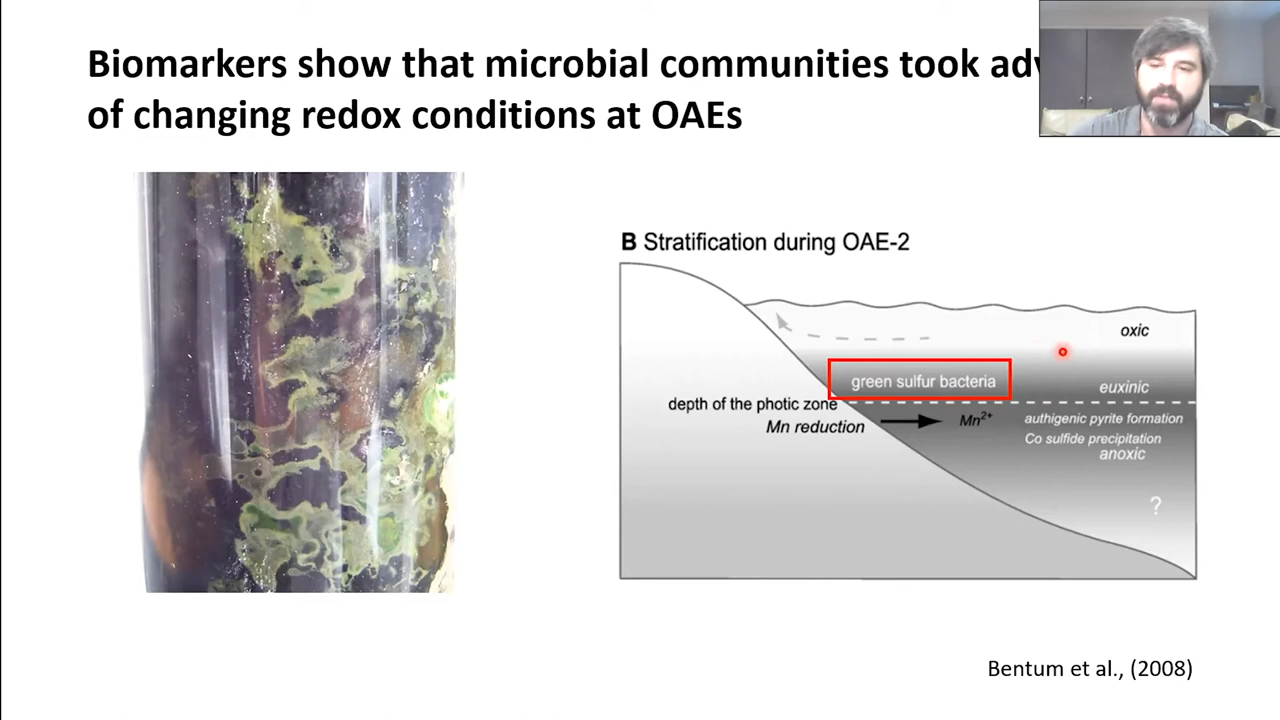 Biomarkers show that microbial communities took
of changing redox conditions at OAEs
B Stratification during OAE-2
oxic
green sulfur bacteria
euxinic
depth of the photic zone
Mn reduction
Mn²⁺
authigenic pyrite formation
Co sulfide precipitation
anoxic
?
Bentum et al., (2008)